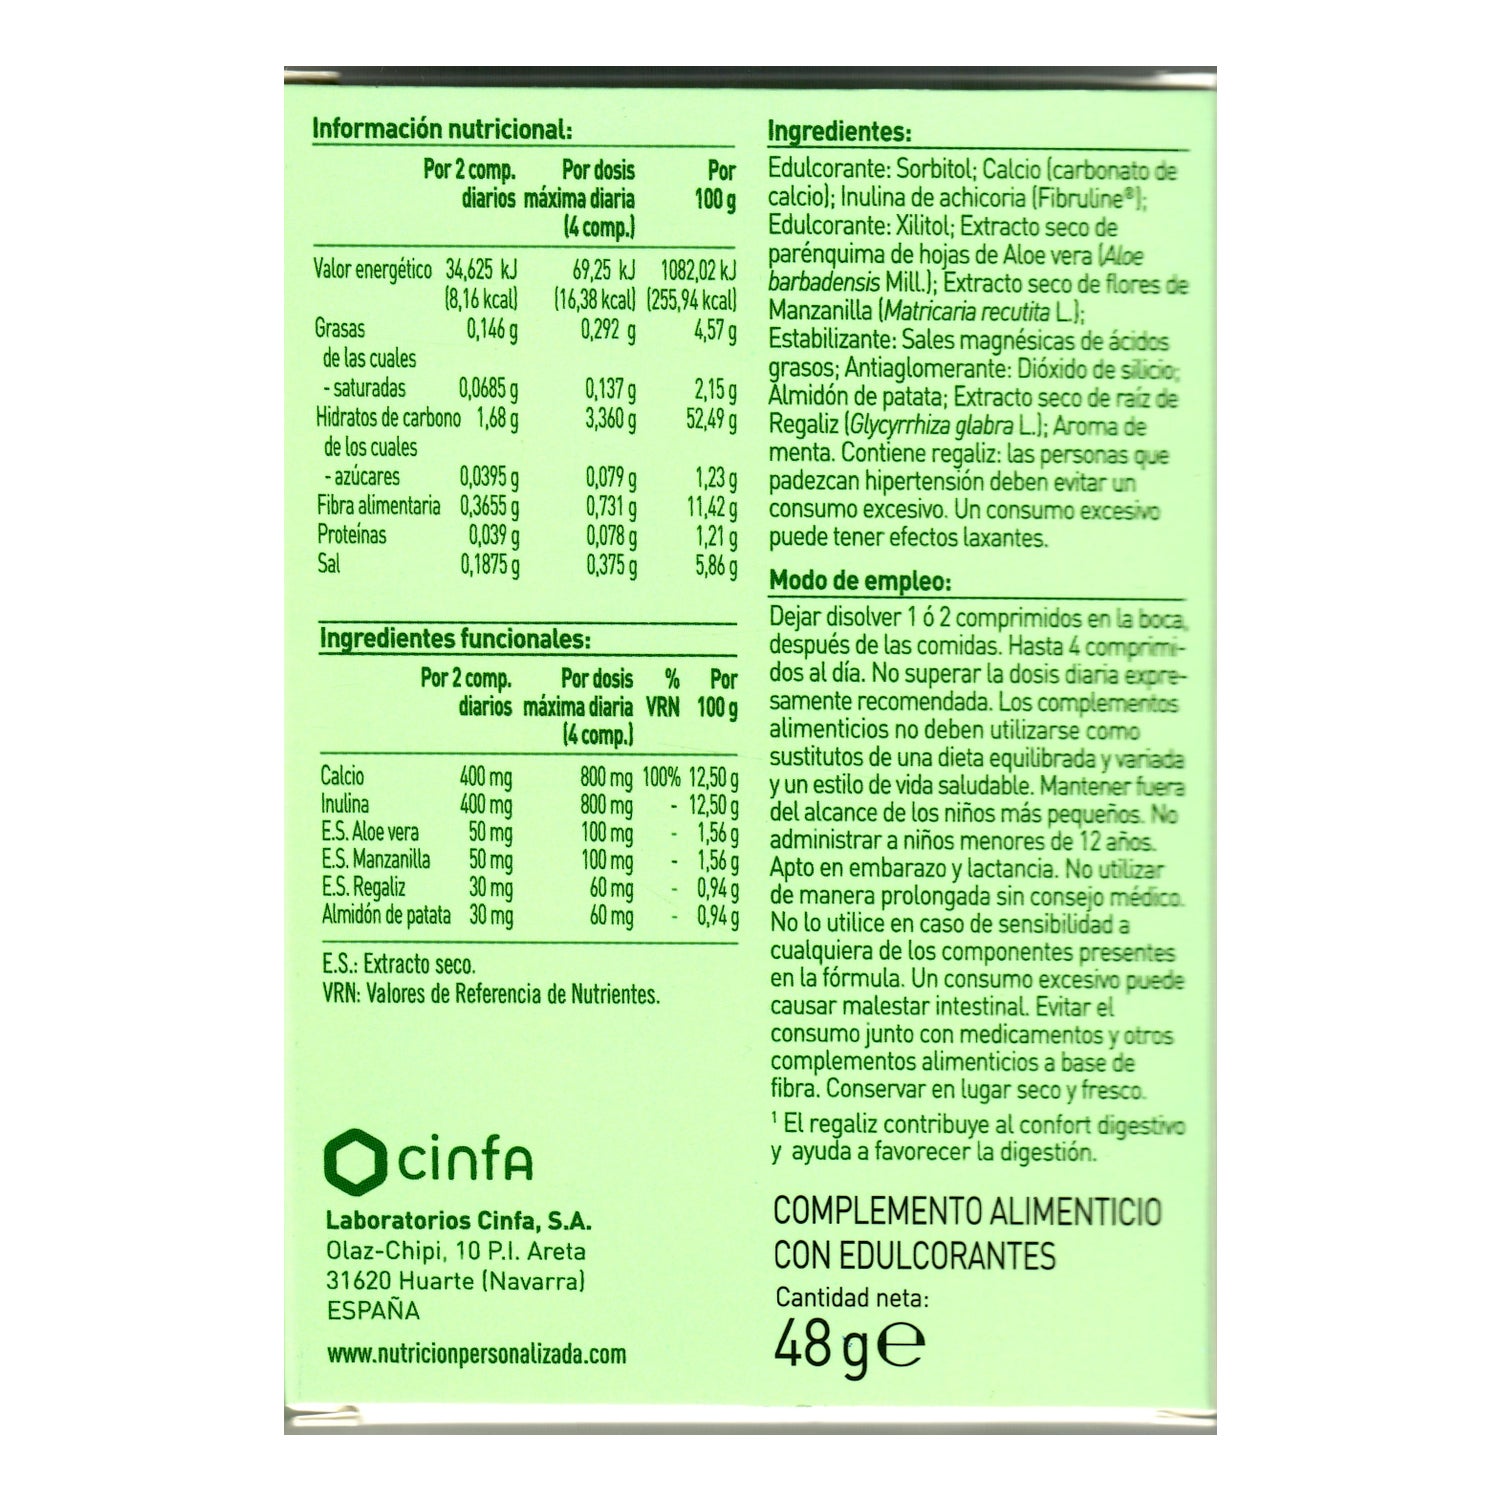 Información nutricional:
Por 2 comp. Por dosis Por
diarios máxima diaria 100 g
(4 comp.)
Valor energético 34,625 kJ 69,25 kJ 1082,02 kJ
(8,16 kcal) (16,38 kcal) (255,94 kcal)
Grasas 0,146 g 0,292 g 4,57 g
de las cuales
- saturadas 0,0685 g 0,137 g 2,15 g
Hidratos de carbono 1,68 g 3,360 g 52,49 g
de los cuales
- azúcares 0,0395 g 0,079 g 1,23 g
Fibra alimentaria 0,3655 g 0,731 g 11,42 g
Proteínas 0,039 g 0,078 g 1,21 g
Sal 0,1875 g 0,375 g 5,86 g
Ingredientes funcionales:
Por 2 comp. Por dosis % Por
diarios máxima diaria VRN 100 g
(4 comp.)
Calcio 400 mg 800 mg 100% 12,50 g
Inulina 400 mg 800 mg - 12,50 g
E.S. Aloe vera 50 mg 100 mg - 1,56 g
E.S. Manzanilla 50 mg 100 mg - 1,56 g
E.S. Regaliz 30 mg 60 mg - 0,94 g
Almidón de patata 30 mg 60 mg - 0,94 g
E.S.: Extracto seco.
VRN: Valores de Referencia de Nutrientes.
cinfa
Laboratorios Cinfa, S.A.
Olaz-Chipi, 10 P.I. Areta
31620 Huarte (Navarra)
ESPAÑA
www.nutricionpersonalizada.com
Ingredientes:
Edulcorante: Sorbitol; Calcio (carbonato de
calcio); Inulina de achicoria (Fibruline®);
Edulcorante: Xilitol; Extracto seco de
parénquima de hojas de Aloe vera (Aloe
barbadensis Mill.); Extracto seco de flores de
Manzanilla (Matricaria recutita L.);
Estabilizante: Sales magnésicas de ácidos
grasos; Antiaglomerante: Dióxido de silicio;
Almidón de patata; Extracto seco de raíz de
Regaliz (Glycyrrhiza glabra L.); Aroma de
menta. Contiene regaliz: las personas que
padezcan hipertensión deben evitar un
consumo excesivo. Un consumo excesivo
puede tener efectos laxantes.
Modo de empleo:
Dejar disolver 1 ó 2 comprimidos en la boca,
después de las comidas. Hasta 4 comprimi-
dos al día. No superar la dosis diaria expre-
samente recomendada. Los complementos
alimenticios no deben utilizarse como
sustitutos de una dieta equilibrada y variada
y un estilo de vida saludable. Mantener fuera
del alcance de los niños más pequeños. No
administrar a niños menores de 12 años.
Apto en embarazo y lactancia. No utilizar
de manera prolongada sin consejo médico.
No lo utilice en caso de sensibilidad a
cualquiera de los componentes presentes
en la fórmula. Un consumo excesivo puede
causar malestar intestinal. Evitar el
consumo junto con medicamentos y otros
complementos alimenticios a base de
fibra. Conservar en lugar seco y fresco.
¹ El regaliz contribuye al confort digestivo
y ayuda a favorecer la digestión.
COMPLEMENTO ALIMENTICIO
CON EDULCORANTES
Cantidad neta:
48 g ℮